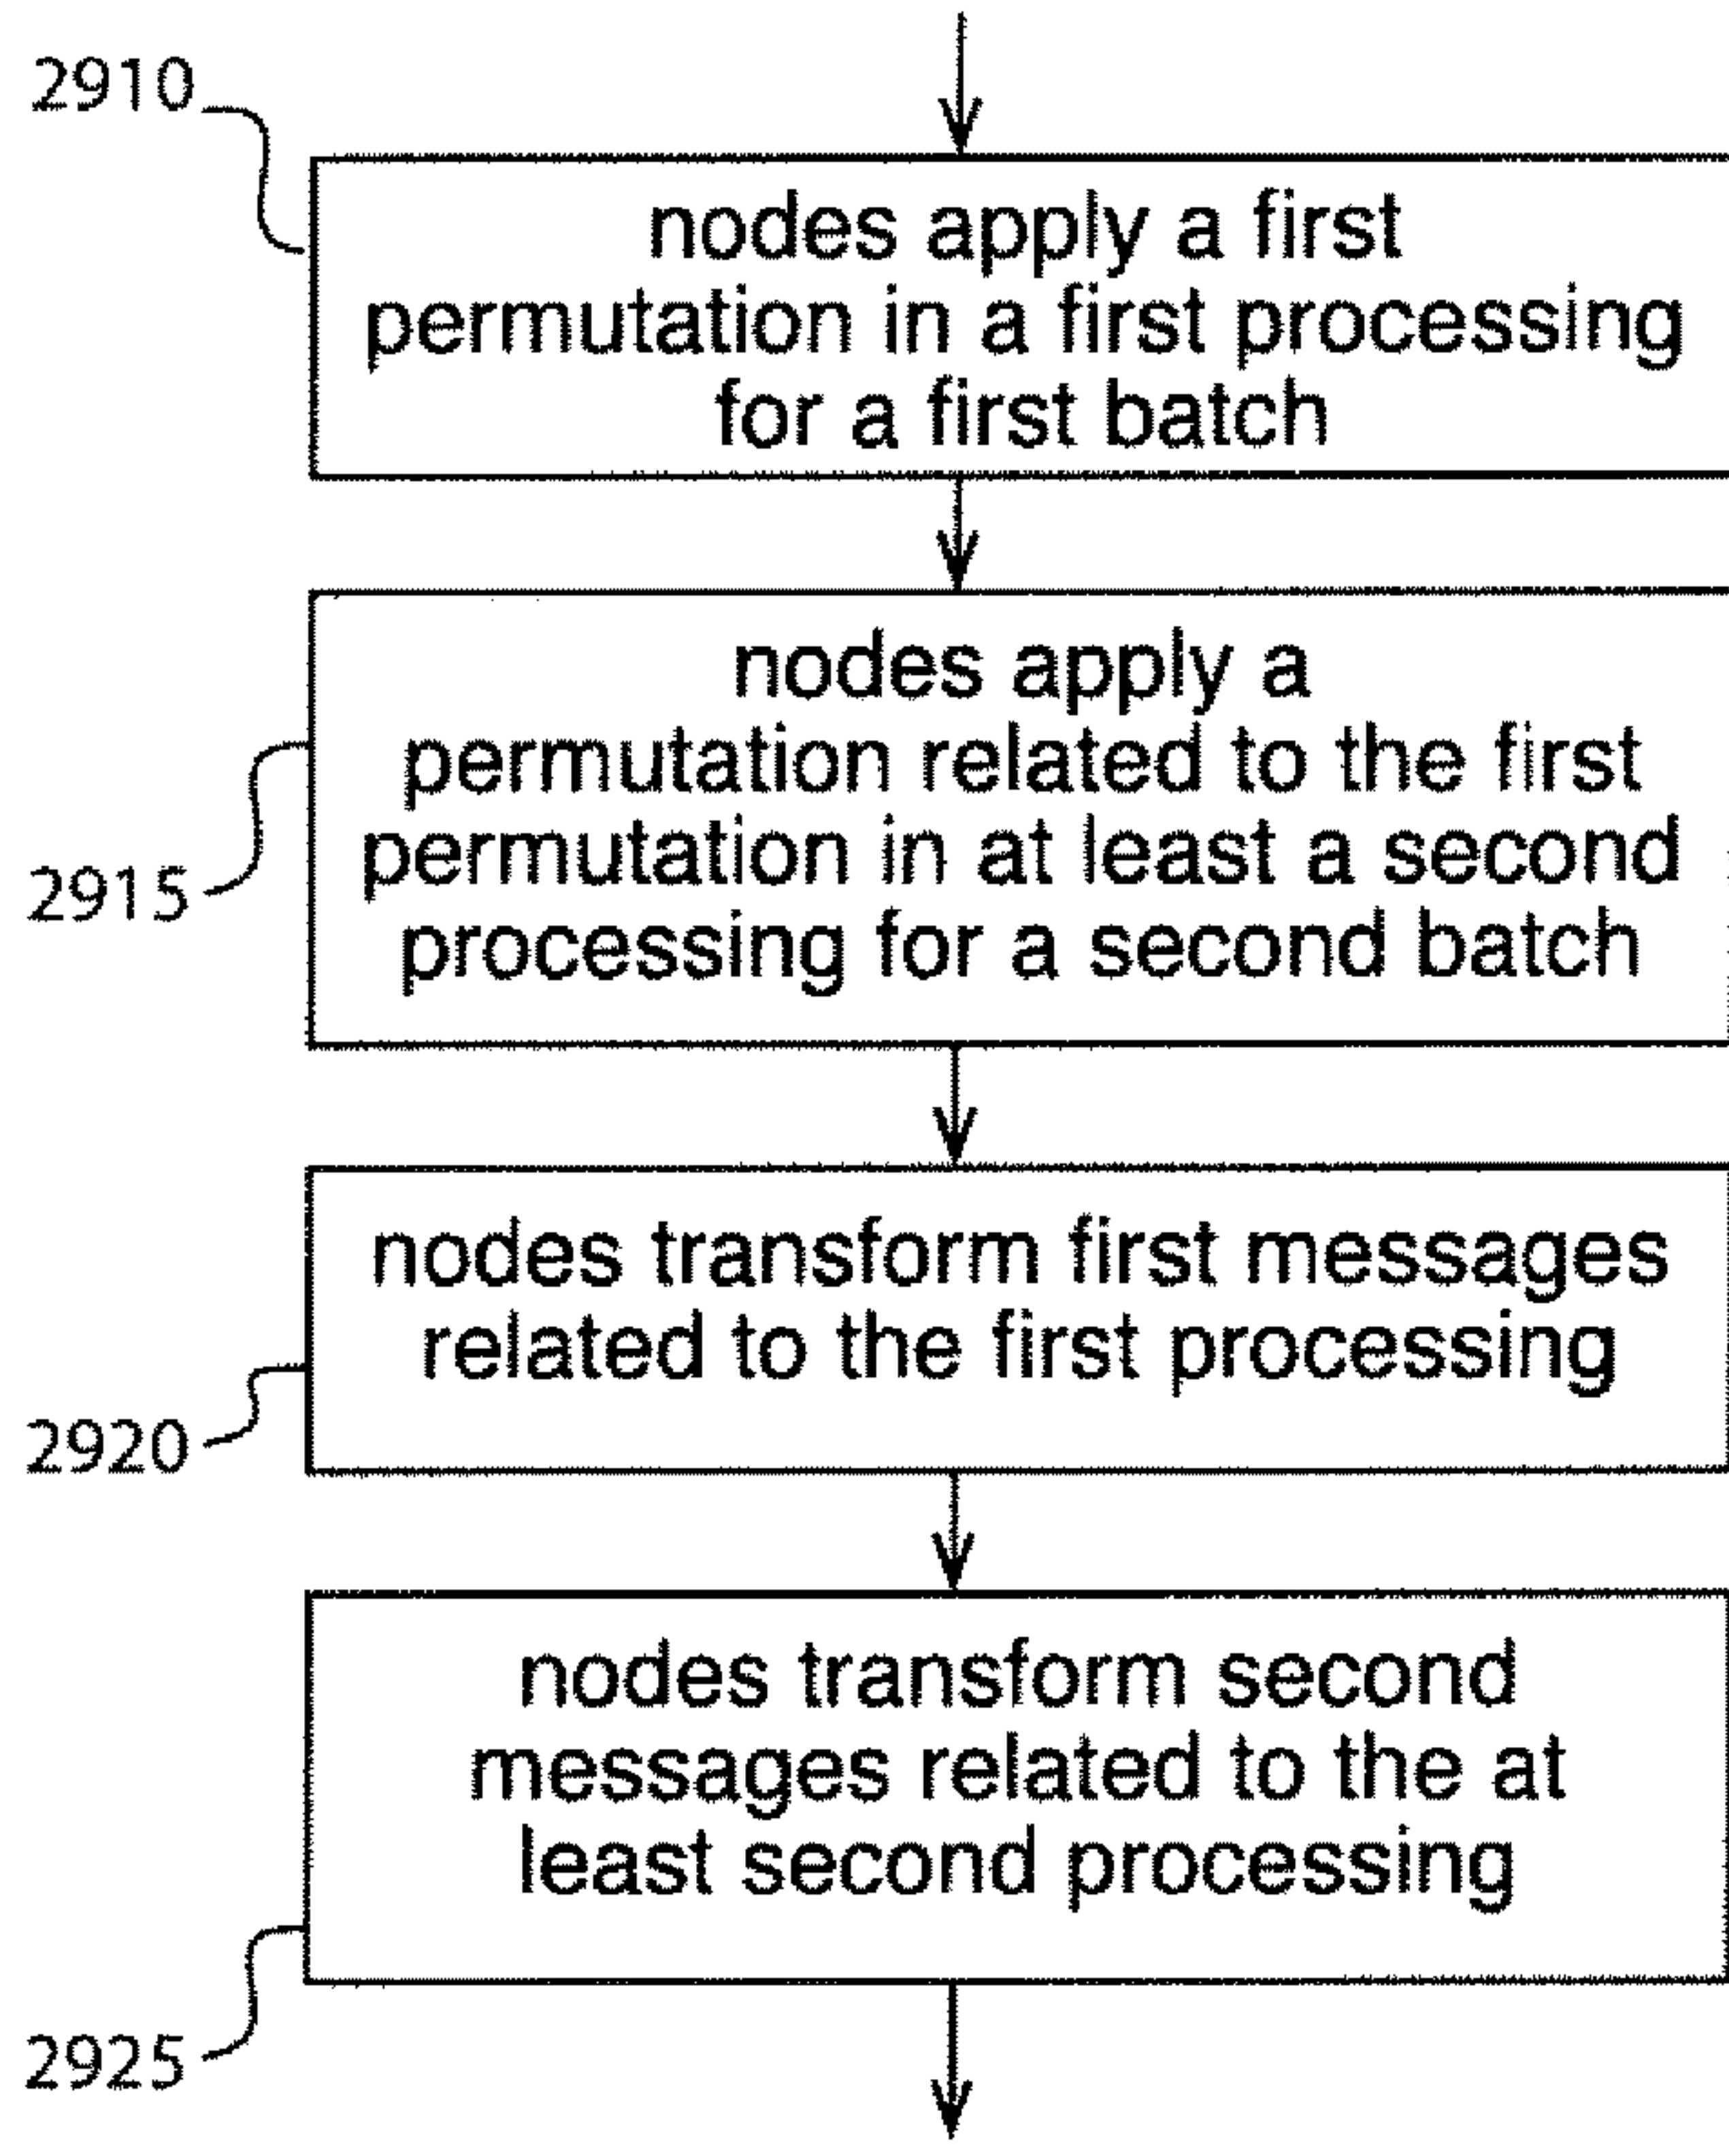 2910
nodes apply a first
permutation in a first processing
for a first batch
nodes apply a
permutation related to the first
permutation in at least a second
processing for a second batch
2915
nodes transform first messages
related to the first processing
2920
nodes transform second
messages related to the at
least second processing
2925